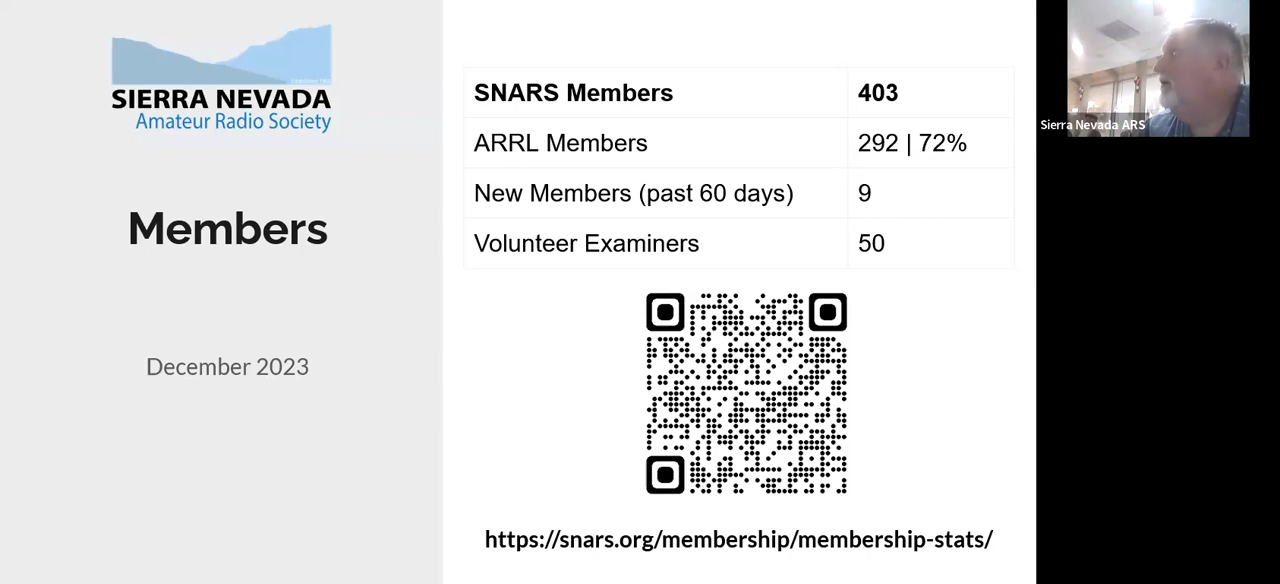 SIERRA NEVADA
Amateur Radio Society
Members
December 2023
SNARS Members 403
ARRL Members 292 | 72%
New Members (past 60 days) 9
Volunteer Examiners 50
https://snars.org/membership/membership-stats/
Sierra Nevada ARS